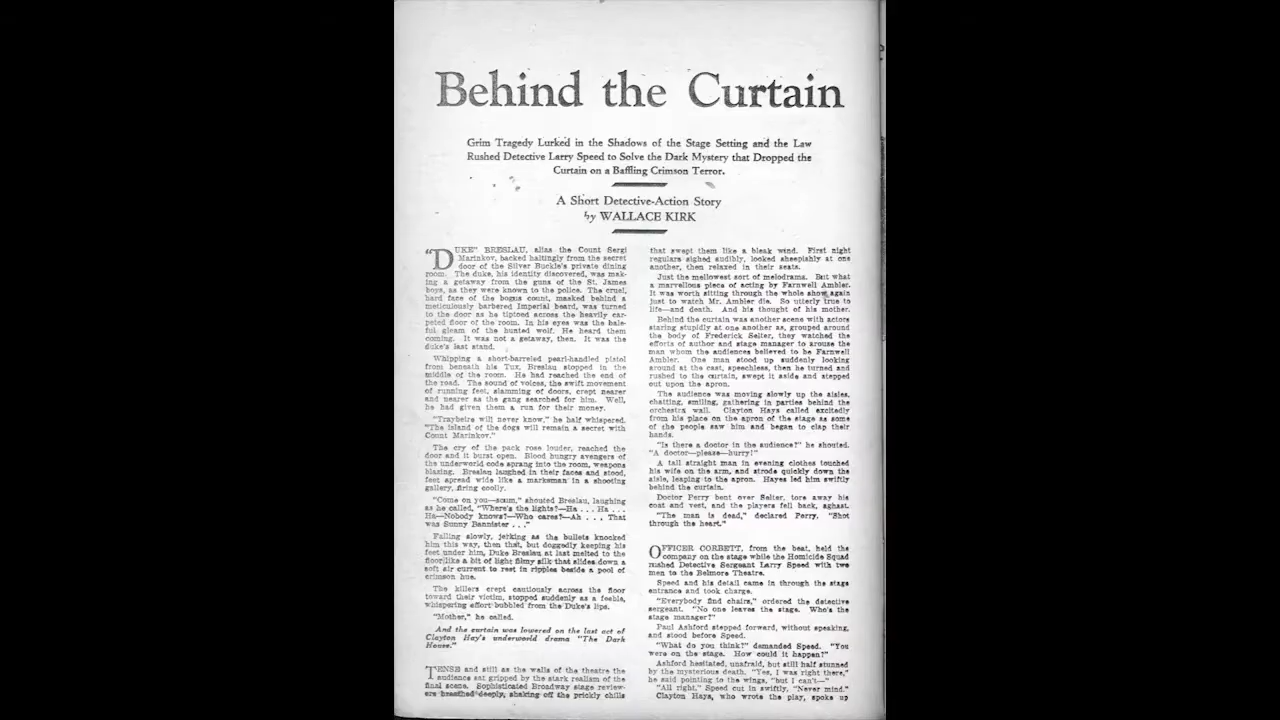 Behind the Curtain
Grim Tragedy Lurked in the Shadows of the Stage Setting and the Law
Rushed Detective Larry Speed to Solve the Dark Mystery that Dropped the
Curtain on a Baffling Crimson Terror.
A Short Detective-Action Story
by WALLACE KIRK
"DUKE" BRESLAU, alias the Count Sergi
Marinkov, backed haltingly from the secret
door of the Silver Buckle's private dining
room. The duke, his identity discovered, was mak-
ing a getaway from the guns of the St. James
boys, as they were known to the police. The cruel,
hard face of the bogus count, masked behind a
meticulously barbered Imperial beard, was turned
to the door as he tiptoed across the heavily car-
peted floor of the room. In his eyes was the bale-
ful gleam of the hunted wolf. He heard them
coming. It was not a getaway, then. It was the
duke's last stand.
Whipping a short-barreled pearl-handled pistol
from beneath his Tux, Breslau stopped in the
middle of the room. He had reached the end of
the road. The sound of voices, the swift movement
of running feet, slamming of doors, crept nearer
and nearer as the gang searched for him. Well,
he had given them a run for their money.
"Traybeire will never know," he half whispered.
"The island of the dogs will remain a secret with
Count Marinkov."
The cry of the pack rose louder, reached the
door and it burst open. Blood hungry avengers of
the underworld code sprang into the room, weapons
blazing. Breslau laughed in their faces and stood,
feet spread wide like a marksman in a shooting
gallery, firing coolly.
"Come on you—scum," shouted Breslau, laughing
as he called, "Where's the lights?—Ha . . . Ha . . .
Ha—Nobody knows?—Who cares?—Ah . . . That
was Sunny Bannister . . ."
Falling slowly, jerking as the bullets knocked
him this way, then that, but doggedly keeping his
feet under him, Duke Breslau at last melted to the
floor like a bit of light filmy silk that slides down a
soft air current to rest in ripples beside a pool of
crimson hue.
The killers crept cautiously across the floor
toward their victim, stopped suddenly as a feeble,
whispering effort bubbled from the Duke's lips.
"Mother," he called.
And the curtain was lowered on the last act of
Clayton Hay's underworld drama "The Dark
House."
TENSE and still as the walls of the theatre the
audience sat gripped by the stark realism of the
final scene. Sophisticated Broadway stage review-
ers breathed deeply, shaking off the prickly chills
that swept them like a bleak wind. First night
regulars sighed audibly, looked sheepishly at one
another, then relaxed in their seats.
Just the mellowest sort of melodrama. But what
a marvellous piece of acting by Farnwell Ambler.
It was worth sitting through the whole show again
just to watch Mr. Ambler die. So utterly true to
life—and death. And his thought of his mother.
Behind the curtain was another scene with actors
staring stupidly at one another as, grouped around
the body of Frederick Selter, they watched the
efforts of author and stage manager to arouse the
man whom the audiences believed to be Farnwell
Ambler. One man stood up suddenly looking
around at the cast, speechless, then he turned and
rushed to the curtain, swept it aside and stepped
out upon the apron.
The audience was moving slowly up the aisles,
chatting, smiling, gathering in parties behind the
orchestra wall. Clayton Hays called excitedly
from his place on the apron of the stage as some
of the people saw him and began to clap their
hands.
"Is there a doctor in the audience?" he shouted.
"A doctor—please—hurry!"
A tall straight man in evening clothes touched
his wife on the arm, and strode quickly down the
aisle, leaping to the apron. Hayes led him swiftly
behind the curtain.
Doctor Perry bent over Selter, tore away his
coat and vest, and the players fell back, aghast.
"The man is dead," declared Perry. "Shot
through the heart."
OFFICER CORBETT, from the beat, held the
company on the stage while the Homicide Squad
rushed Detective Sergeant Larry Speed with two
men to the Belmore Theatre.
Speed and his detail came in through the stage
entrance and took charge.
"Everybody find chairs," ordered the detective
sergeant. "No one leaves the stage. Who's the
stage manager?"
Paul Ashford stepped forward, without speaking,
and stood before Speed.
"What do you think?" demanded Speed. "You
were on the stage. How could it happen?"
Ashford hesitated, unafraid, but still half stunned
by the mysterious death. "Yes, I was right there,"
he said pointing to the wings, "but I can't—"
"All right," Speed cut in swiftly, "Never mind."
Clayton Hays, who wrote the play, spoke up